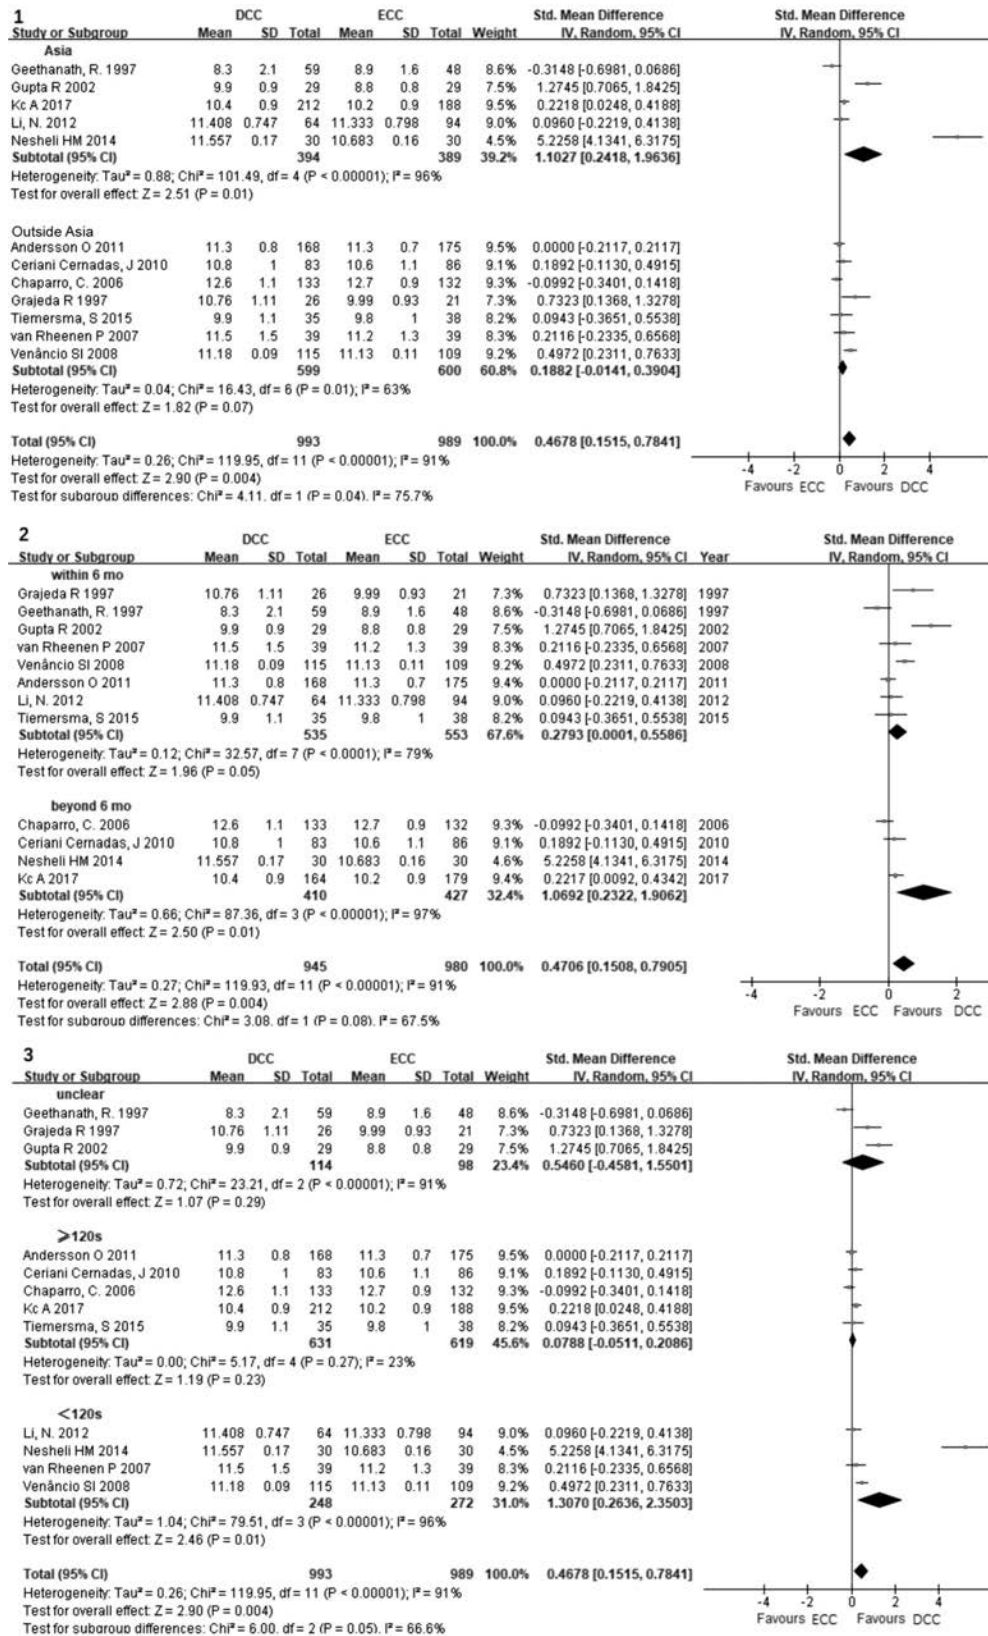 1
DCC ECC Std. Mean Difference Std. Mean Difference
Study or Subgroup Mean SD Total Mean SD Total Weight IV, Random, 95% CI IV, Random, 95% CI
Asia
Geethanath, R. 1997 8.3 2.1 59 8.9 1.6 48 8.6% -0.3148 [-0.6981, 0.0686]
Gupta R 2002 9.9 0.9 29 8.8 0.8 29 7.5% 1.2745 [0.7065, 1.8425]
Kc A 2017 10.4 0.9 212 10.2 0.9 188 9.5% 0.2218 [0.0248, 0.4188]
Li, N. 2012 11.408 0.747 64 11.333 0.798 94 9.0% 0.0960 [-0.2219, 0.4138]
Nesheli HM 2014 11.557 0.17 30 10.683 0.16 30 4.5% 5.2258 [4.1341, 6.3175]
Subtotal (95% CI) 394 389 39.2% 1.1027 [0.2418, 1.9636]
Heterogeneity: Tau² = 0.88; Chi² = 101.49, df = 4 (P < 0.00001); I² = 96%
Test for overall effect: Z = 2.51 (P = 0.01)
Outside Asia
Andersson O 2011 11.3 0.8 168 11.3 0.7 175 9.5% 0.0000 [-0.2117, 0.2117]
Ceriani Cernadas, J 2010 10.8 1 83 10.6 1.1 86 9.1% 0.1892 [-0.1130, 0.4915]
Chaparro, C. 2006 12.6 1.1 133 12.7 0.9 132 9.3% -0.0992 [-0.3401, 0.1418]
Grajeda R 1997 10.76 1.11 26 9.99 0.93 21 7.3% 0.7323 [0.1368, 1.3278]
Tiemersma, S 2015 9.9 1.1 35 9.8 1 38 8.2% 0.0943 [-0.3651, 0.5538]
van Rheenen P 2007 11.5 1.5 39 11.2 1.3 39 8.3% 0.2116 [-0.2335, 0.6568]
Venâncio SI 2008 11.18 0.09 115 11.13 0.11 109 9.2% 0.4972 [0.2311, 0.7633]
Subtotal (95% CI) 599 600 60.8% 0.1882 [-0.0141, 0.3904]
Heterogeneity: Tau² = 0.04; Chi² = 16.43, df = 6 (P = 0.01); I² = 63%
Test for overall effect: Z = 1.82 (P = 0.07)
Total (95% CI) 993 989 100.0% 0.4678 [0.1515, 0.7841]
Heterogeneity: Tau² = 0.26; Chi² = 119.95, df = 11 (P < 0.00001); I² = 91%
Test for overall effect: Z = 2.90 (P = 0.004)
Test for subgroup differences: Chi² = 4.11, df = 1 (P = 0.04), I² = 75.7%
-4 -2 0 2 4
Favours ECC Favours DCC
2
DCC ECC Std. Mean Difference Std. Mean Difference
Study or Subgroup Mean SD Total Mean SD Total Weight IV, Random, 95% CI Year IV, Random, 95% CI
within 6 mo
Grajeda R 1997 10.76 1.11 26 9.99 0.93 21 7.3% 0.7323 [0.1368, 1.3278] 1997
Geethanath, R. 1997 8.3 2.1 59 8.9 1.6 48 8.6% -0.3148 [-0.6981, 0.0686] 1997
Gupta R 2002 9.9 0.9 29 8.8 0.8 29 7.5% 1.2745 [0.7065, 1.8425] 2002
van Rheenen P 2007 11.5 1.5 39 11.2 1.3 39 8.3% 0.2116 [-0.2335, 0.6568] 2007
Venâncio SI 2008 11.18 0.09 115 11.13 0.11 109 9.2% 0.4972 [0.2311, 0.7633] 2008
Andersson O 2011 11.3 0.8 168 11.3 0.7 175 9.4% 0.0000 [-0.2117, 0.2117] 2011
Li, N. 2012 11.408 0.747 64 11.333 0.798 94 9.0% 0.0960 [-0.2219, 0.4138] 2012
Tiemersma, S 2015 9.9 1.1 35 9.8 1 38 8.2% 0.0943 [-0.3651, 0.5538] 2015
Subtotal (95% CI) 535 553 67.6% 0.2793 [0.0001, 0.5586]
Heterogeneity: Tau² = 0.12; Chi² = 32.57, df = 7 (P < 0.0001); I² = 79%
Test for overall effect: Z = 1.96 (P = 0.05)
beyond 6 mo
Chaparro, C. 2006 12.6 1.1 133 12.7 0.9 132 9.3% -0.0992 [-0.3401, 0.1418] 2006
Ceriani Cernadas, J 2010 10.8 1 83 10.6 1.1 86 9.1% 0.1892 [-0.1130, 0.4915] 2010
Nesheli HM 2014 11.557 0.17 30 10.683 0.16 30 4.6% 5.2258 [4.1341, 6.3175] 2014
Kc A 2017 10.4 0.9 164 10.2 0.9 179 9.4% 0.2217 [0.0092, 0.4342] 2017
Subtotal (95% CI) 410 427 32.4% 1.0692 [0.2322, 1.9062]
Heterogeneity: Tau² = 0.66; Chi² = 87.36, df = 3 (P < 0.00001); I² = 97%
Test for overall effect: Z = 2.50 (P = 0.01)
Total (95% CI) 945 980 100.0% 0.4706 [0.1508, 0.7905]
Heterogeneity: Tau² = 0.27; Chi² = 119.93, df = 11 (P < 0.00001); I² = 91%
Test for overall effect: Z = 2.88 (P = 0.004)
Test for subgroup differences: Chi² = 3.08, df = 1 (P = 0.08), I² = 67.5%
-4 -2 0 2
Favours ECC Favours DCC
3
DCC ECC Std. Mean Difference Std. Mean Difference
Study or Subgroup Mean SD Total Mean SD Total Weight IV, Random, 95% CI IV, Random, 95% CI
unclear
Geethanath, R. 1997 8.3 2.1 59 8.9 1.6 48 8.6% -0.3148 [-0.6981, 0.0686]
Grajeda R 1997 10.76 1.11 26 9.99 0.93 21 7.3% 0.7323 [0.1368, 1.3278]
Gupta R 2002 9.9 0.9 29 8.8 0.8 29 7.5% 1.2745 [0.7065, 1.8425]
Subtotal (95% CI) 114 98 23.4% 0.5460 [-0.4581, 1.5501]
Heterogeneity: Tau² = 0.72; Chi² = 23.21, df = 2 (P < 0.00001); I² = 91%
Test for overall effect: Z = 1.07 (P = 0.29)
⩾120s
Andersson O 2011 11.3 0.8 168 11.3 0.7 175 9.5% 0.0000 [-0.2117, 0.2117]
Ceriani Cernadas, J 2010 10.8 1 83 10.6 1.1 86 9.1% 0.1892 [-0.1130, 0.4915]
Chaparro, C. 2006 12.6 1.1 133 12.7 0.9 132 9.3% -0.0992 [-0.3401, 0.1418]
Kc A 2017 10.4 0.9 212 10.2 0.9 188 9.5% 0.2218 [0.0248, 0.4188]
Tiemersma, S 2015 9.9 1.1 35 9.8 1 38 8.2% 0.0943 [-0.3651, 0.5538]
Subtotal (95% CI) 631 619 45.6% 0.0788 [-0.0511, 0.2086]
Heterogeneity: Tau² = 0.00; Chi² = 5.17, df = 4 (P = 0.27); I² = 23%
Test for overall effect: Z = 1.19 (P = 0.23)
<120s
Li, N. 2012 11.408 0.747 64 11.333 0.798 94 9.0% 0.0960 [-0.2219, 0.4138]
Nesheli HM 2014 11.557 0.17 30 10.683 0.16 30 4.5% 5.2258 [4.1341, 6.3175]
van Rheenen P 2007 11.5 1.5 39 11.2 1.3 39 8.3% 0.2116 [-0.2335, 0.6568]
Venâncio SI 2008 11.18 0.09 115 11.13 0.11 109 9.2% 0.4972 [0.2311, 0.7633]
Subtotal (95% CI) 248 272 31.0% 1.3070 [0.2636, 2.3503]
Heterogeneity: Tau² = 1.04; Chi² = 79.51, df = 3 (P < 0.00001); I² = 96%
Test for overall effect: Z = 2.46 (P = 0.01)
Total (95% CI) 993 989 100.0% 0.4678 [0.1515, 0.7841]
Heterogeneity: Tau² = 0.26; Chi² = 119.95, df = 11 (P < 0.00001); I² = 91%
Test for overall effect: Z = 2.90 (P = 0.004)
Test for subgroup differences: Chi² = 6.00, df = 2 (P = 0.05), I² = 66.6%
-4 -2 0 2 4
Favours ECC Favours DCC